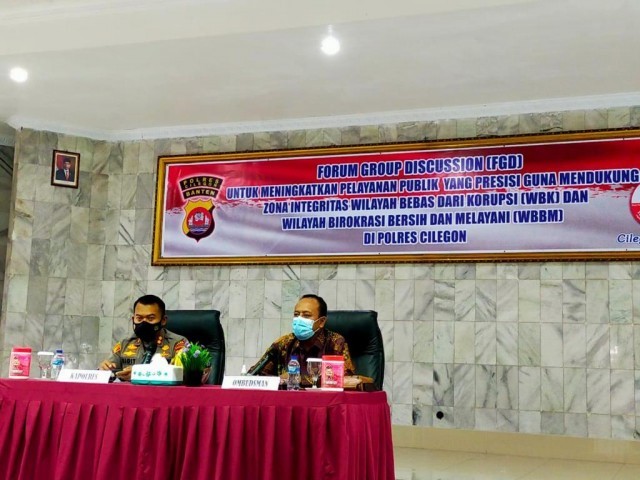 FORUM GROUP DISCUSSION (FGD)
UNTUK MENINGKATKAN PELAYANAN PUBLIK YANG PRESISI GUNA MENDUKUNG
ZONA INTEGRITAS WILAYAH BEBAS DARI KORUPSI (WBK) DAN
WILAYAH BIROKRASI BERSIH DAN MELAYANI (WBBM)
DI POLRES CILEGON
POLRES
BANTEN
Cile
KAPOLRES
OMBUDSMAN